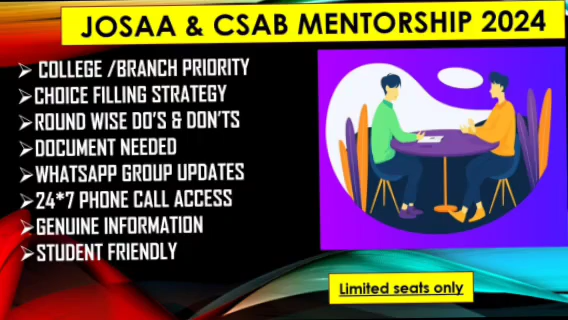 JOSAA & CSAB MENTORSHIP 2024
COLLEGE /BRANCH PRIORITY
CHOICE FILLING STRATEGY
ROUND WISE DO'S & DON'TS
DOCUMENT NEEDED
WHATSAPP GROUP UPDATES
24*7 PHONE CALL ACCESS
GENUINE INFORMATION
STUDENT FRIENDLY
Limited seats only